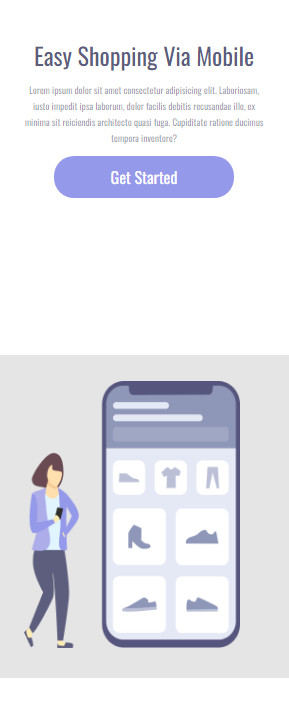 Easy Shopping Via Mobile
Lorem ipsum dolor sit amet consectetur adipisicing elit. Laboriosam,
iusto impedit ipsa laborum, dolor facilis debitis recusandae illo, ex
minima sit reiciendis architecto quasi fuga. Cupiditate ratione ducimus
tempora inventore?
Get Started